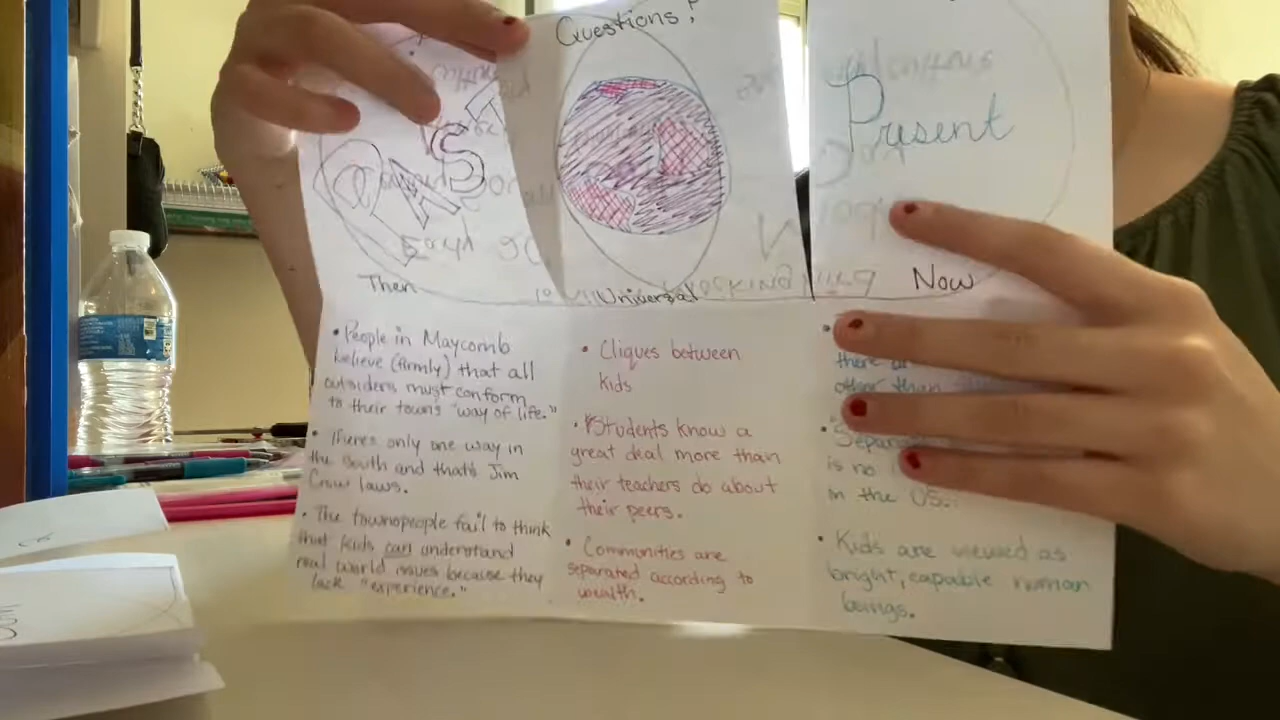 Questions?
PAST
Present
Then
Universal
Now
• People in Maycomb
believe (firmly) that all
outsiders must conform
to their towns "way of life."
• There's only one way in
the South and that's Jim
Crow laws.
• The townspeople fail to think
that kids can understand
real world issues because they
lack "experience."
• Cliques between
kids
• Students know a
great deal more than
their teachers do about
their peers.
• Communities are
separated according to
wealth.
there
other than
is no
in the US.
• Kids are viewed as
bright, capable human
beings.